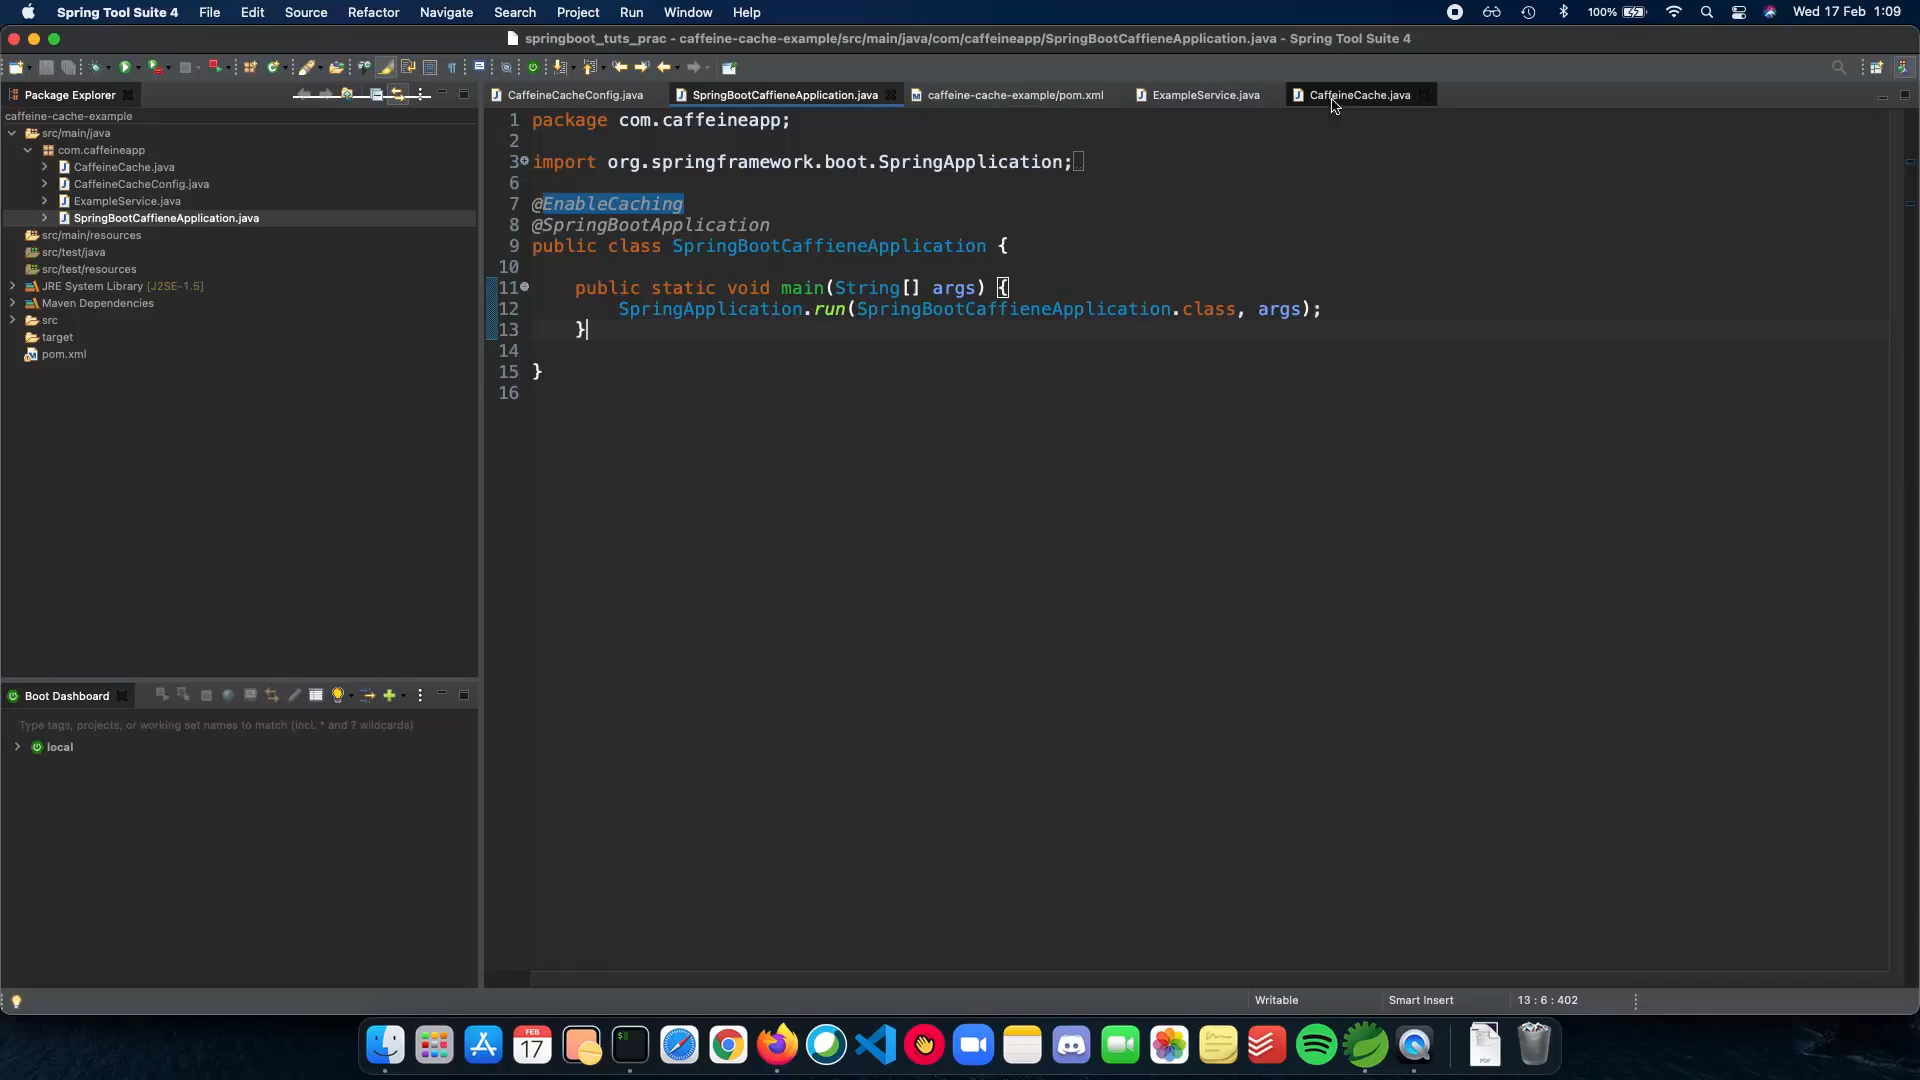 Spring Tool Suite 4 File Edit Source Refactor Navigate Search Project Run Window Help 100% Wed 17 Feb 1:09
springboot_tuts_prac - caffeine-cache-example/src/main/java/com/caffeineapp/SpringBootCaffieneApplication.java - Spring Tool Suite 4
Package Explorer
caffeine-cache-example
src/main/java
com.caffeineapp
CaffeineCache.java
CaffeineCacheConfig.java
ExampleService.java
SpringBootCaffieneApplication.java
src/main/resources
src/test/java
src/test/resources
JRE System Library [J2SE-1.5]
Maven Dependencies
src
target
pom.xml
Boot Dashboard
Type tags, projects, or working set names to match (incl. * and ? wildcards)
local
CaffeineCacheConfig.java SpringBootCaffieneApplication.java caffeine-cache-example/pom.xml ExampleService.java CaffeineCache.java
1 package com.caffeineapp;
2
3 import org.springframework.boot.SpringApplication;
6
7 @EnableCaching
8 @SpringBootApplication
9 public class SpringBootCaffieneApplication {
10
11 public static void main(String[] args) {
12 SpringApplication.run(SpringBootCaffieneApplication.class, args);
13 }
14
15 }
16
Writable Smart Insert 13 : 6 : 402
FEB
17
PDF